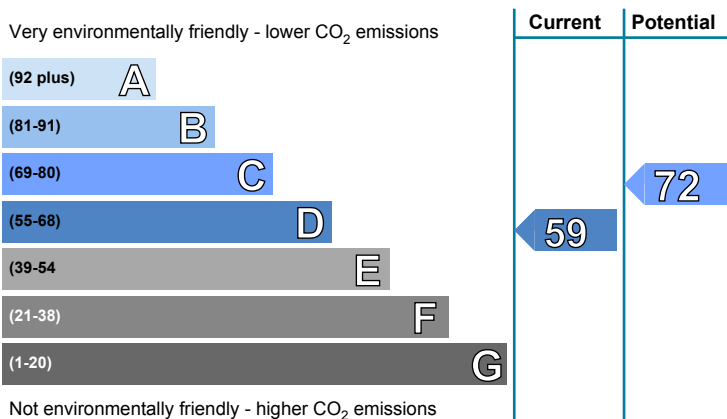 Very environmentally friendly - lower CO2 emissions
Current
Potential
(92 plus) A
(81-91) B
(69-80) C
72
(55-68) D
59
(39-54 E
(21-38) F
(1-20) G
Not environmentally friendly - higher CO2 emissions